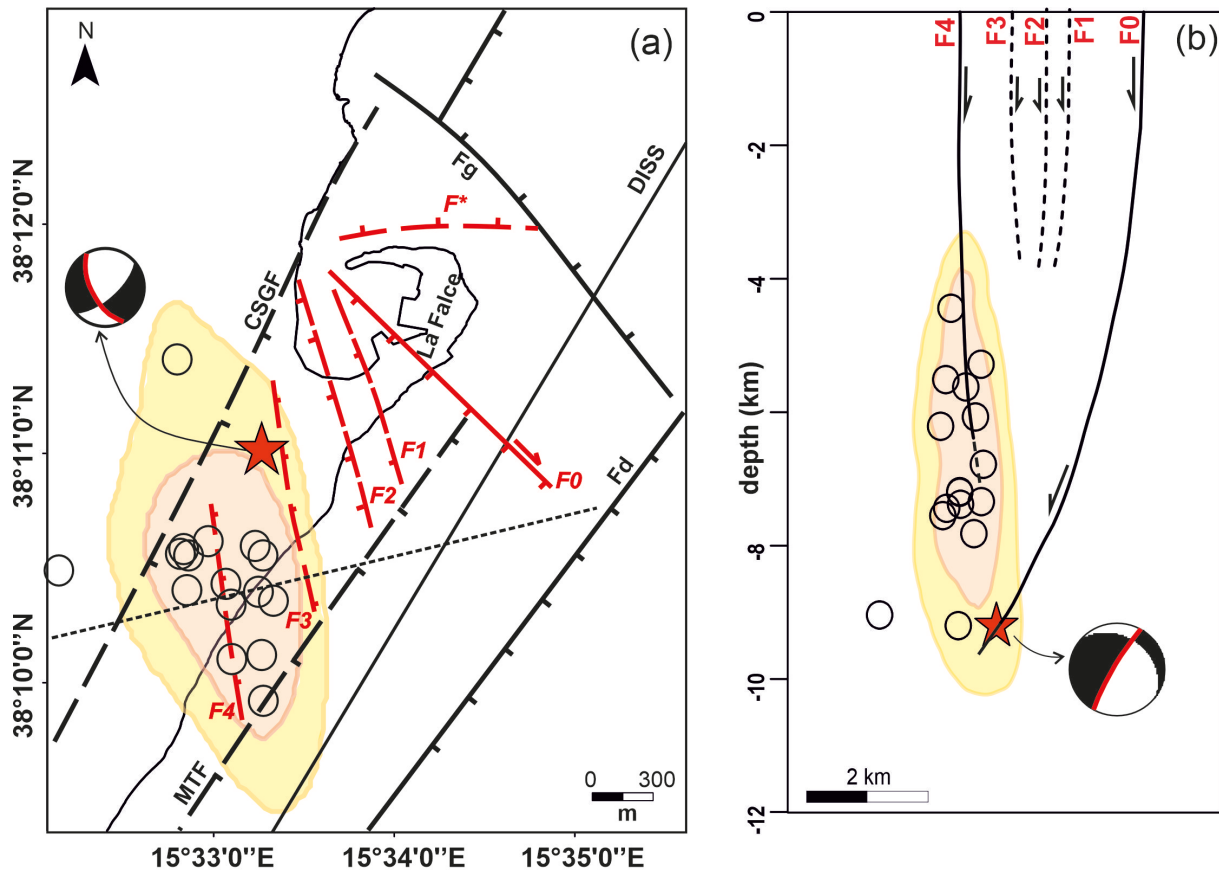 N
(a)
38°12'0''N
38°11'0''N
38°10'0''N
Fg
DISS
F*
CSGF
La Falce
F1
F2
F0
Fd
F3
F4
MTF
0 300
m
15°33'0''E
15°34'0''E
15°35'0''E
(b)
0
F4
F3
F2
F1
F0
-2
-4
-6
-8
-10
-12
depth (km)
2 km